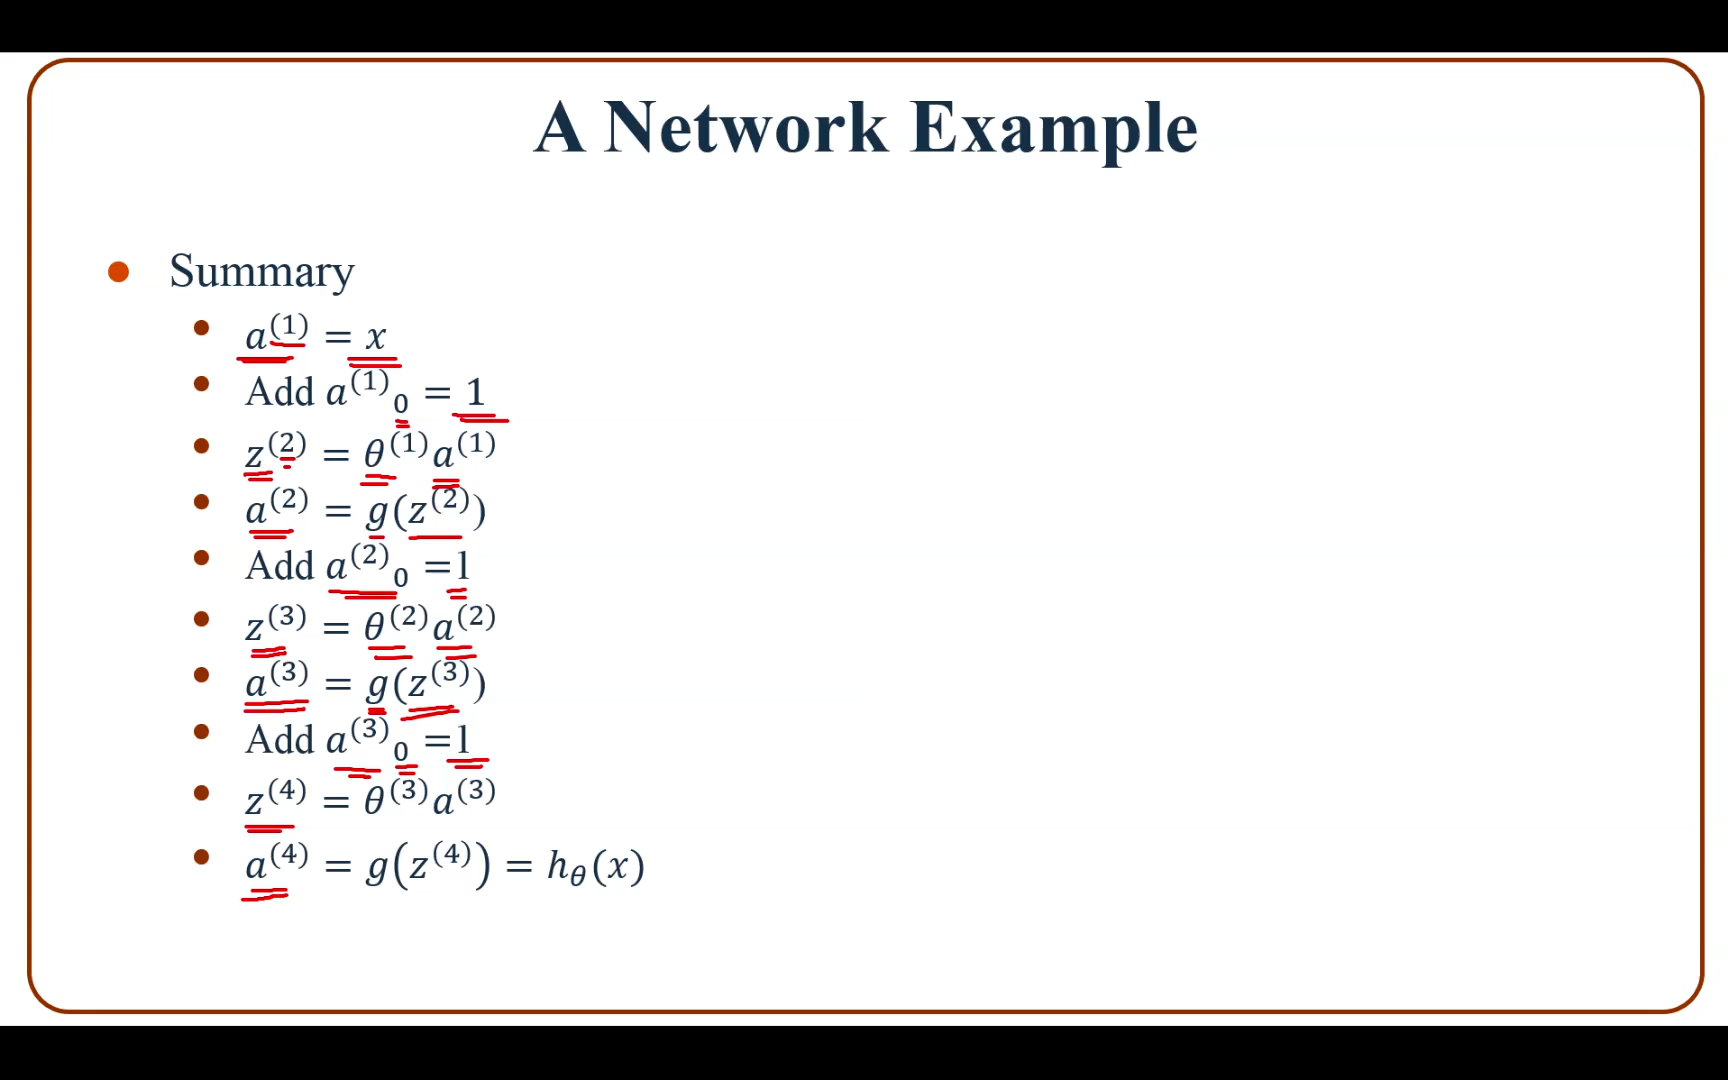 A Network Example
Summary
a⁽¹⁾ = x
Add a⁽¹⁾₀ = 1
z⁽²⁾ = θ⁽¹⁾a⁽¹⁾
a⁽²⁾ = g(z⁽²⁾)
Add a⁽²⁾₀ =1
z⁽³⁾ = θ⁽²⁾a⁽²⁾
a⁽³⁾ = g(z⁽³⁾)
Add a⁽³⁾₀ =1
z⁽⁴⁾ = θ⁽³⁾a⁽³⁾
a⁽⁴⁾ = g(z⁽⁴⁾) = h_θ(x)